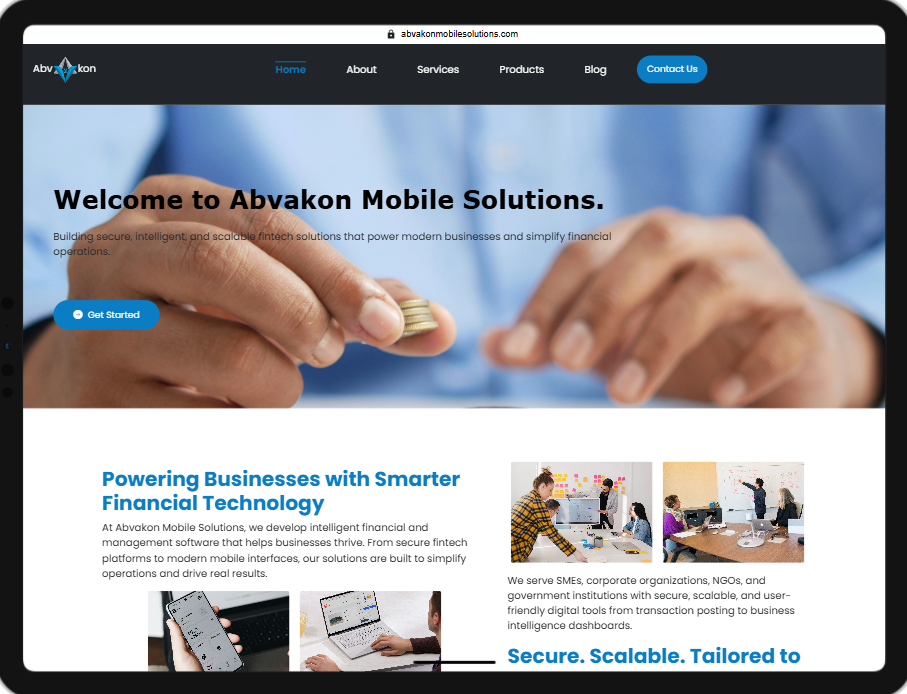 abvakonmobilesolutions.com
Abv kon
Home About Services Products Blog Contact Us
Welcome to Abvakon Mobile Solutions.
Building secure, intelligent, and scalable fintech solutions that power modern businesses and simplify financial
operations.
Get Started
Powering Businesses with Smarter
Financial Technology
At Abvakon Mobile Solutions, we develop intelligent financial and
management software that helps businesses thrive. From secure fintech
platforms to modern mobile interfaces, our solutions are built to simplify
operations and drive real results.
We serve SMEs, corporate organizations, NGOs, and
government institutions with secure, scalable, and user-
friendly digital tools from transaction posting to business
intelligence dashboards.
Secure. Scalable. Tailored to